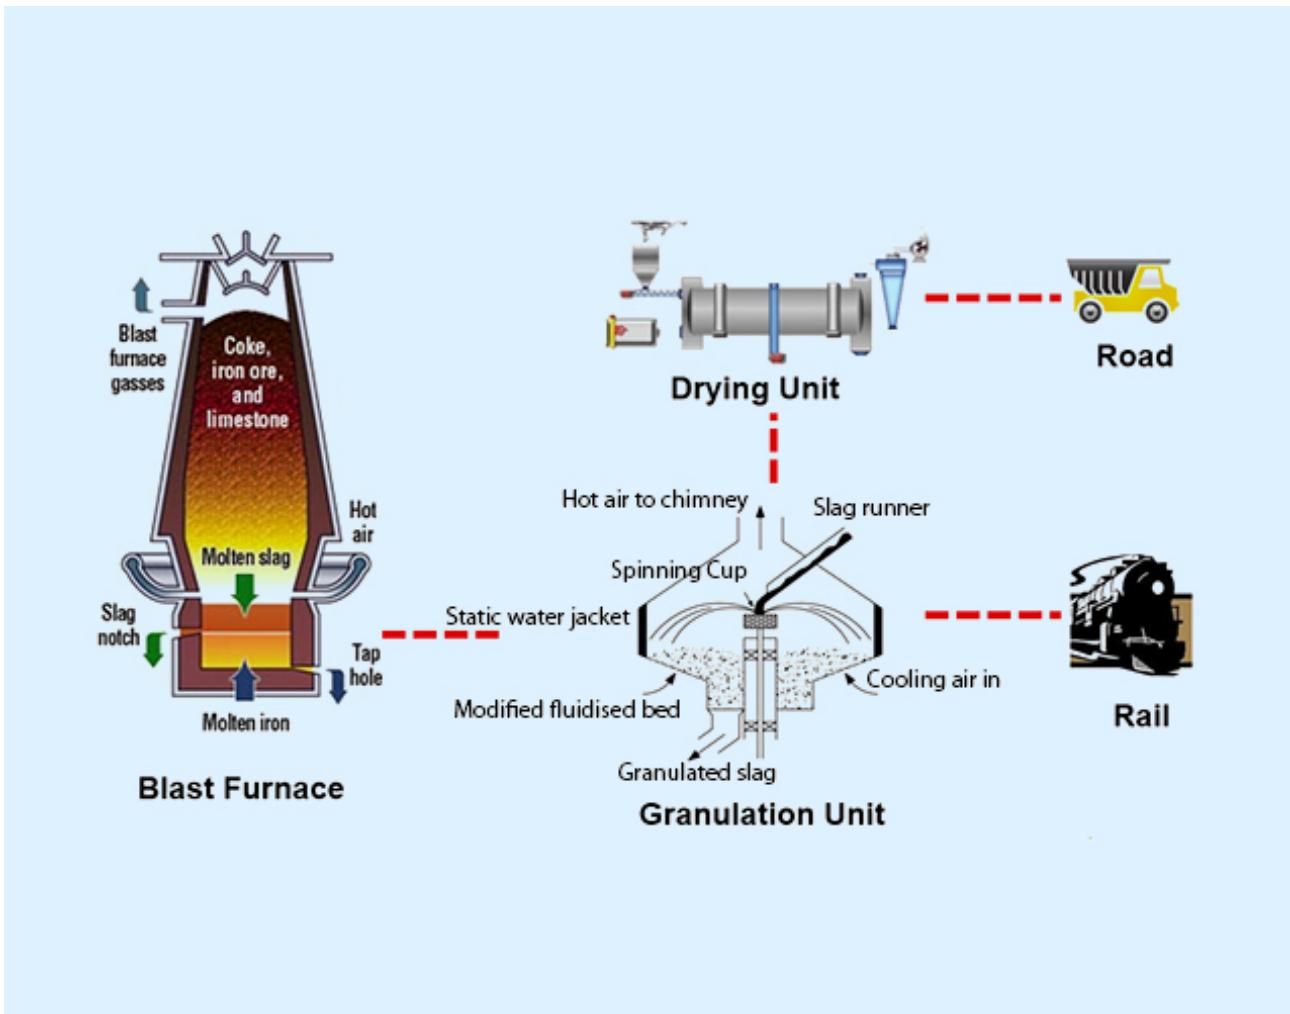 Blast
furnace
gasses
Coke,
iron ore,
and
limestone
Hot
air
Molten slag
Slag
notch
Tap
hole
Molten iron
Blast Furnace
Drying Unit
Road
Hot air to chimney
Slag runner
Spinning Cup
Static water jacket
Cooling air in
Modified fluidised bed
Granulated slag
Granulation Unit
Rail